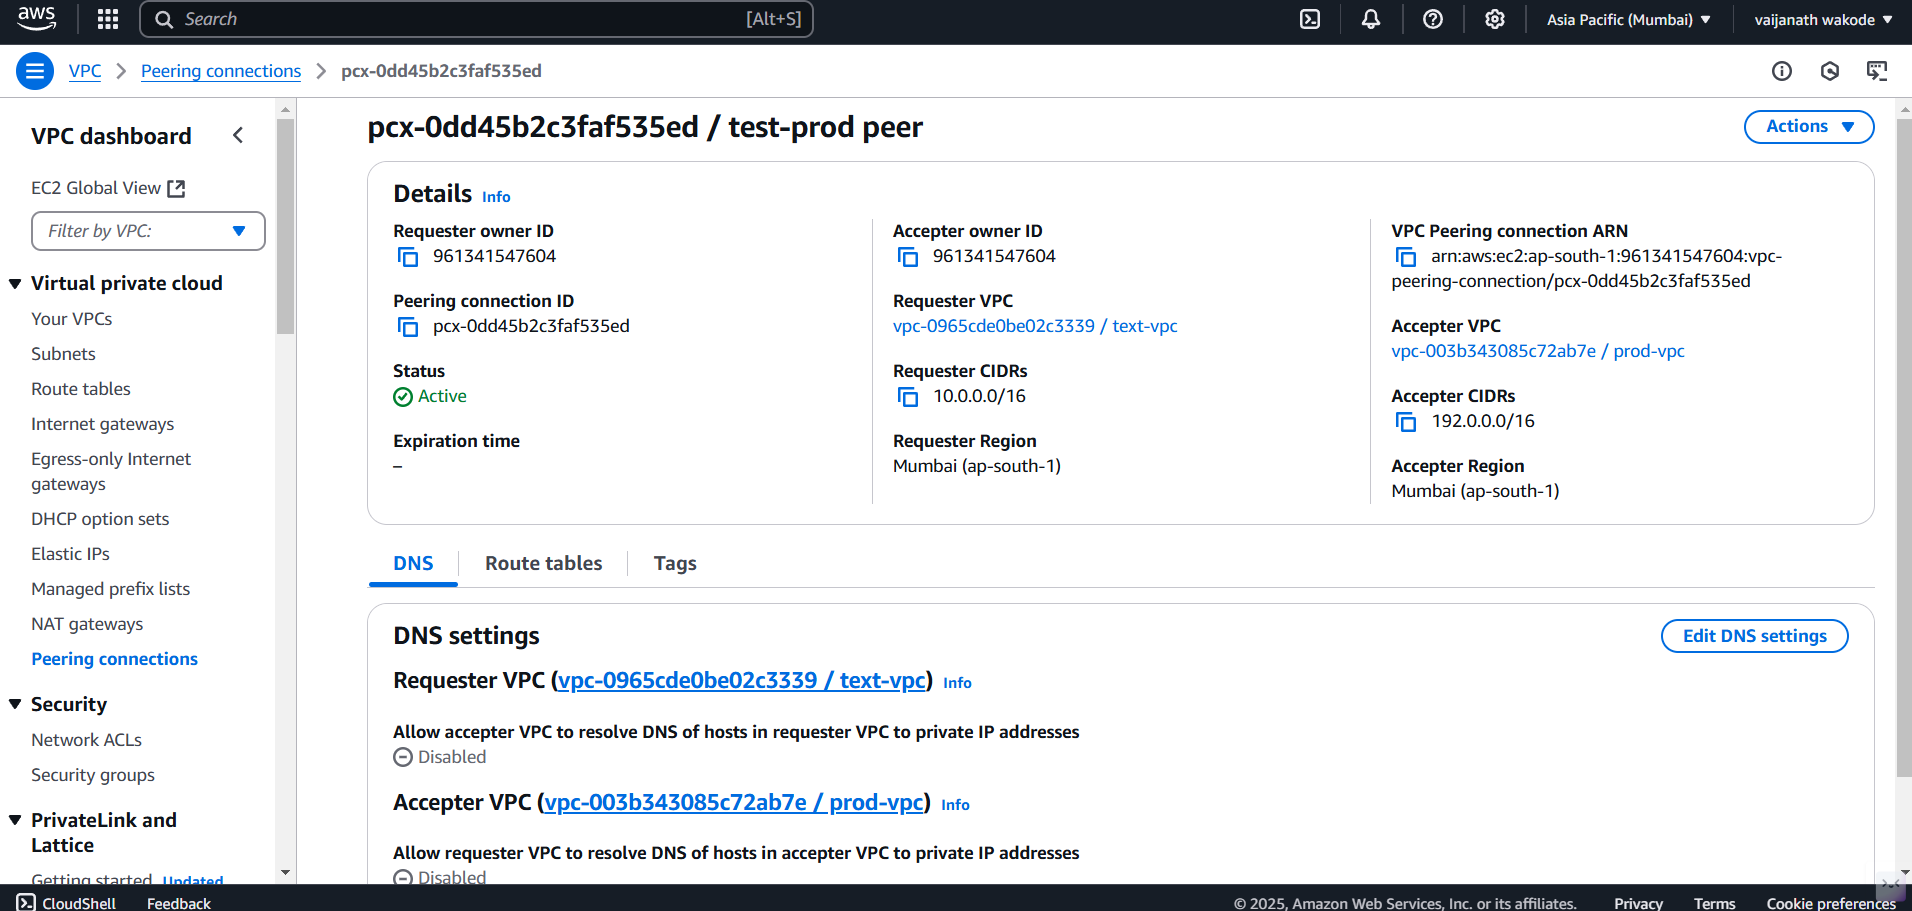 aws
Search [Alt+S]
Asia Pacific (Mumbai)
vaijanath wakode
VPC
Peering connections
pcx-0dd45b2c3faf535ed
VPC dashboard
EC2 Global View
Filter by VPC:
Virtual private cloud
Your VPCs
Subnets
Route tables
Internet gateways
Egress-only Internet
gateways
DHCP option sets
Elastic IPs
Managed prefix lists
NAT gateways
Peering connections
Security
Network ACLs
Security groups
PrivateLink and
Lattice
Getting started Updated
pcx-0dd45b2c3faf535ed / test-prod peer
Actions
Details Info
Requester owner ID
961341547604
Peering connection ID
pcx-0dd45b2c3faf535ed
Status
Active
Expiration time
–
Accepter owner ID
961341547604
Requester VPC
vpc-0965cde0be02c3339 / text-vpc
Requester CIDRs
10.0.0.0/16
Requester Region
Mumbai (ap-south-1)
VPC Peering connection ARN
arn:aws:ec2:ap-south-1:961341547604:vpc-
peering-connection/pcx-0dd45b2c3faf535ed
Accepter VPC
vpc-003b343085c72ab7e / prod-vpc
Accepter CIDRs
192.0.0.0/16
Accepter Region
Mumbai (ap-south-1)
DNS
Route tables
Tags
DNS settings
Edit DNS settings
Requester VPC (vpc-0965cde0be02c3339 / text-vpc) Info
Allow accepter VPC to resolve DNS of hosts in requester VPC to private IP addresses
Disabled
Accepter VPC (vpc-003b343085c72ab7e / prod-vpc) Info
Allow requester VPC to resolve DNS of hosts in accepter VPC to private IP addresses
Disabled
CloudShell
Feedback
© 2025, Amazon Web Services, Inc. or its affiliates.
Privacy
Terms
Cookie preferences